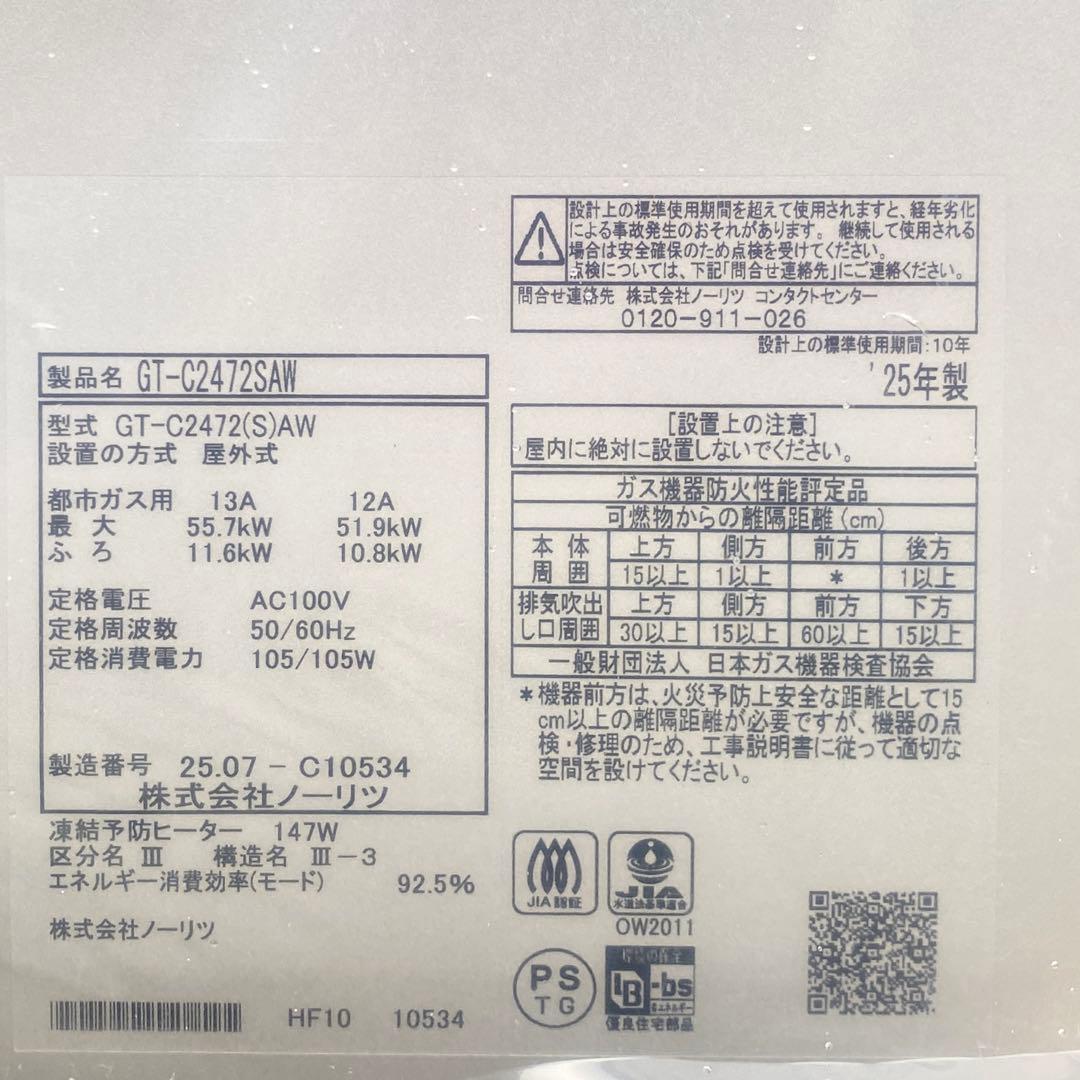 設計上の標準使用期間を超えて使用されますと、経年劣化
による事故発生のおそれがあります。 継続して使用される
場合は安全確保のため点検を受けてください。
点検については、下記「問合せ連絡先」にご連絡ください。
問合せ連絡先 株式会社ノーリツ コンタクトセンター
0120-911-026
設計上の標準使用期間:10年
'25年製
製品名 GT-C2472SAW
型式 GT-C2472(S)AW
設置の方式 屋外式
都市ガス用 13A 12A
最 大 55.7kW 51.9kW
ふ ろ 11.6kW 10.8kW
定格電圧 AC100V
定格周波数 50/60Hz
定格消費電力 105/105W
製造番号 25.07 - C10534
株式会社ノーリツ
凍結予防ヒーター 147W
区分名 Ⅲ 構造名 Ⅲ-3
エネルギー消費効率(モード) 92.5%
株式会社ノーリツ
HF10 10534
[設置上の注意]
屋内に絶対に設置しないでください。
ガス機器防火性能評定品
可燃物からの離隔距離(cm)
本 体 上方 側方 前方 後方
周 囲 15以上 1以上 * 1以上
排気吹出 上方 側方 前方 下方
し口周囲 30以上 15以上 60以上 15以上
一般財団法人 日本ガス機器検査協会
*機器前方は、火災予防上安全な距離として15
cm以上の離隔距離が必要ですが、機器の点
検・修理のため、工事説明書に従って適切な
空間を設けてください。
JIA認証
JIA
水道法基準適合
OW2011
PS
TG
BL-bs
省エネルギー
優良住宅部品